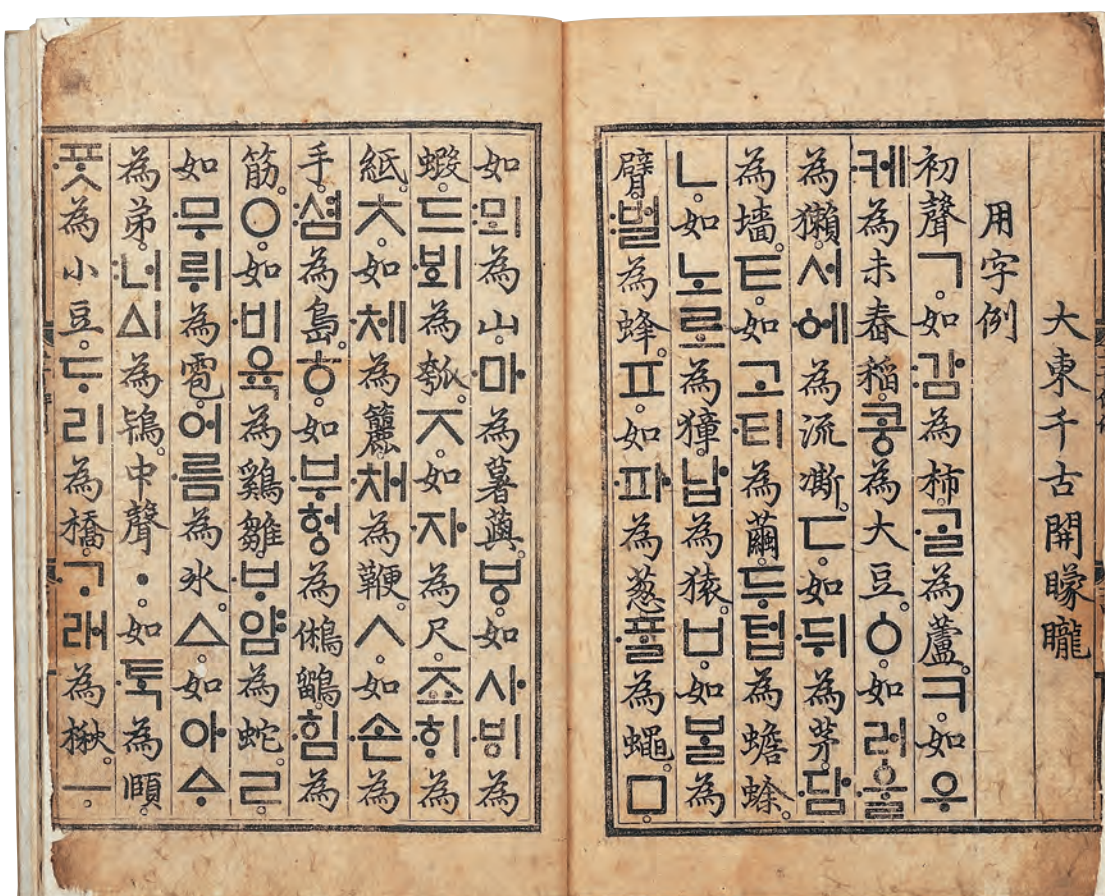 大東千古開矇矓
用字例
初聲ㄱ。如:감為柿。·ᄀᆞᆯ為蘆。ㅋ。如우
·케為未舂稻。콩為大豆。ㆁ。如러·ᅌᅮᆯ
為獺。서·ᅌᅦ為流凘。ㄷ。如·뒤為茅。·담
為墻。ㅌ。如고·티為繭。두텁為蟾蜍。
ㄴ。如노로為獐。납為猿。ㅂ。如ᄇᆞᆯ為
臂。:벌為蜂。ㅍ。如·파為葱。·ᄑᆞᆯ為蠅。ㅁ。
如:뫼為山。·마為薯藇。ㅸ。如사·ᄫᅵ為
蝦。드·ᄫᅴ為瓠。ㅈ。如·자為尺。죠·ᄒᆡ為
紙。ㅊ。如·체為籭。·채為鞭。ㅅ。如·손為
手。:셤為島。ㅎ。如·부헝為鵂鶹。·힘為
筋。ㅇ。如·비육為鷄雛。·ᄇᆞ얌為蛇。ㄹ。
如·무뤼為雹。어·름為氷。ㅿ。如아ᅀᆞ
為弟。:너ᅀᅵ為鴇。中聲ㆍ。如·ᄐᆞᆨ為頤。
·ᄑᆞᆺ為小豆。ᄃᆞ리為橋。·ᄀᆞ래為楸。ㅡ。